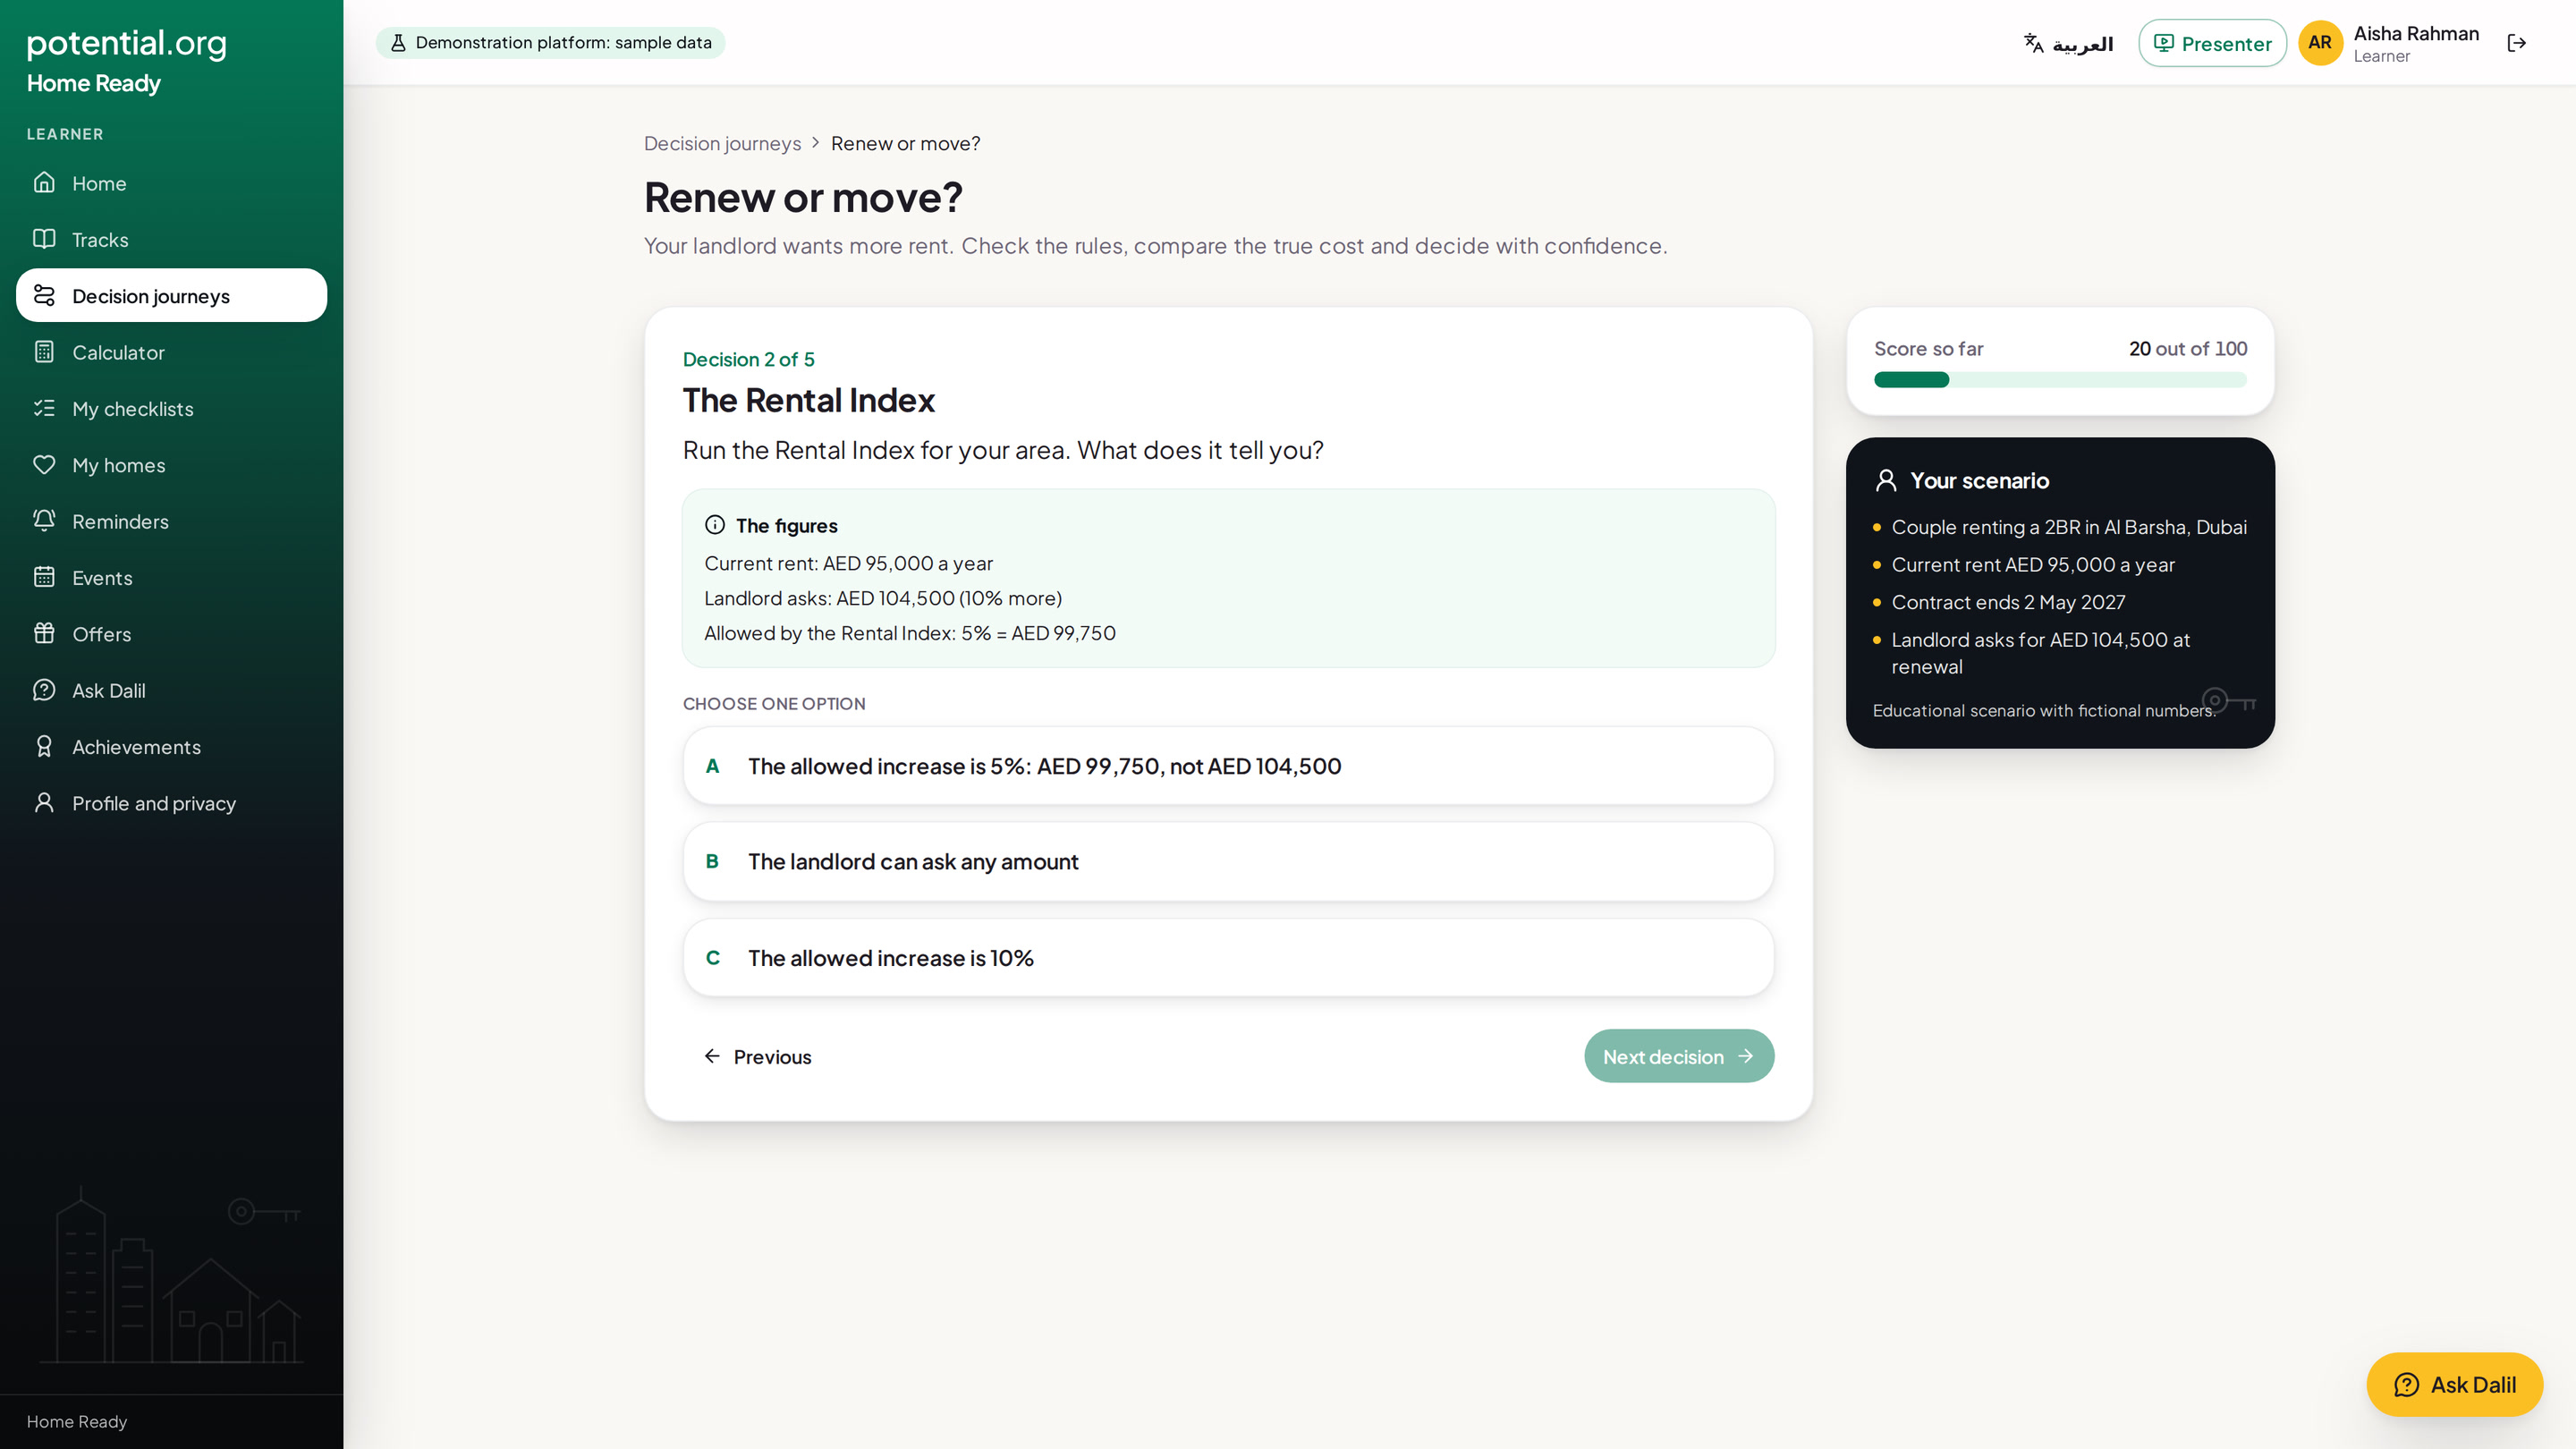 potential.org
Home Ready
LEARNER
Home
Tracks
Decision journeys
Calculator
My checklists
My homes
Reminders
Events
Offers
Ask Dalil
Achievements
Profile and privacy
Home Ready
Demonstration platform: sample data
العربية
Presenter
AR
Aisha Rahman
Learner
Decision journeys > Renew or move?
Renew or move?
Your landlord wants more rent. Check the rules, compare the true cost and decide with confidence.
Decision 2 of 5
The Rental Index
Run the Rental Index for your area. What does it tell you?
The figures
Current rent: AED 95,000 a year
Landlord asks: AED 104,500 (10% more)
Allowed by the Rental Index: 5% = AED 99,750
CHOOSE ONE OPTION
A The allowed increase is 5%: AED 99,750, not AED 104,500
B The landlord can ask any amount
C The allowed increase is 10%
Previous
Next decision
Score so far 20 out of 100
Your scenario
Couple renting a 2BR in Al Barsha, Dubai
Current rent AED 95,000 a year
Contract ends 2 May 2027
Landlord asks for AED 104,500 at
renewal
Educational scenario with fictional numbers.
Ask Dalil